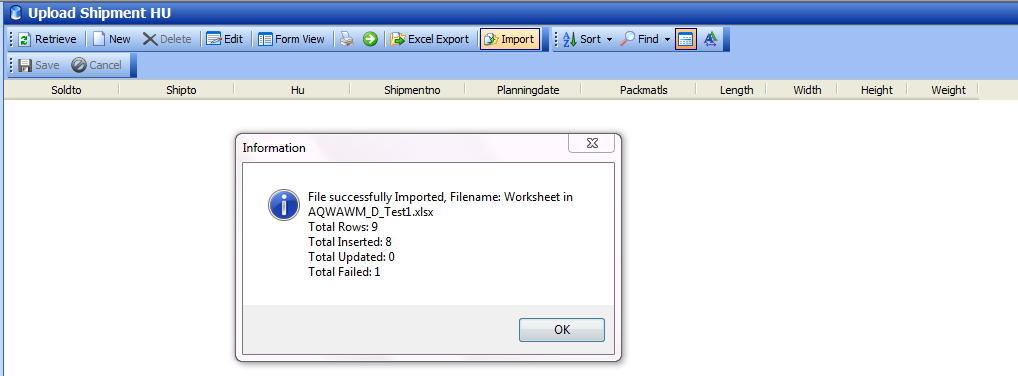 Upload Shipment HU
Retrieve New Delete Edit Form View Excel Export Import Sort Find
Save Cancel
Soldto Shipto Hu Shipmentno Planningdate Packmatls Length Width Height Weight
Information
File successfully Imported, Filename: Worksheet in
AQWAWM_D_Test1.xlsx
Total Rows: 9
Total Inserted: 8
Total Updated: 0
Total Failed: 1
OK